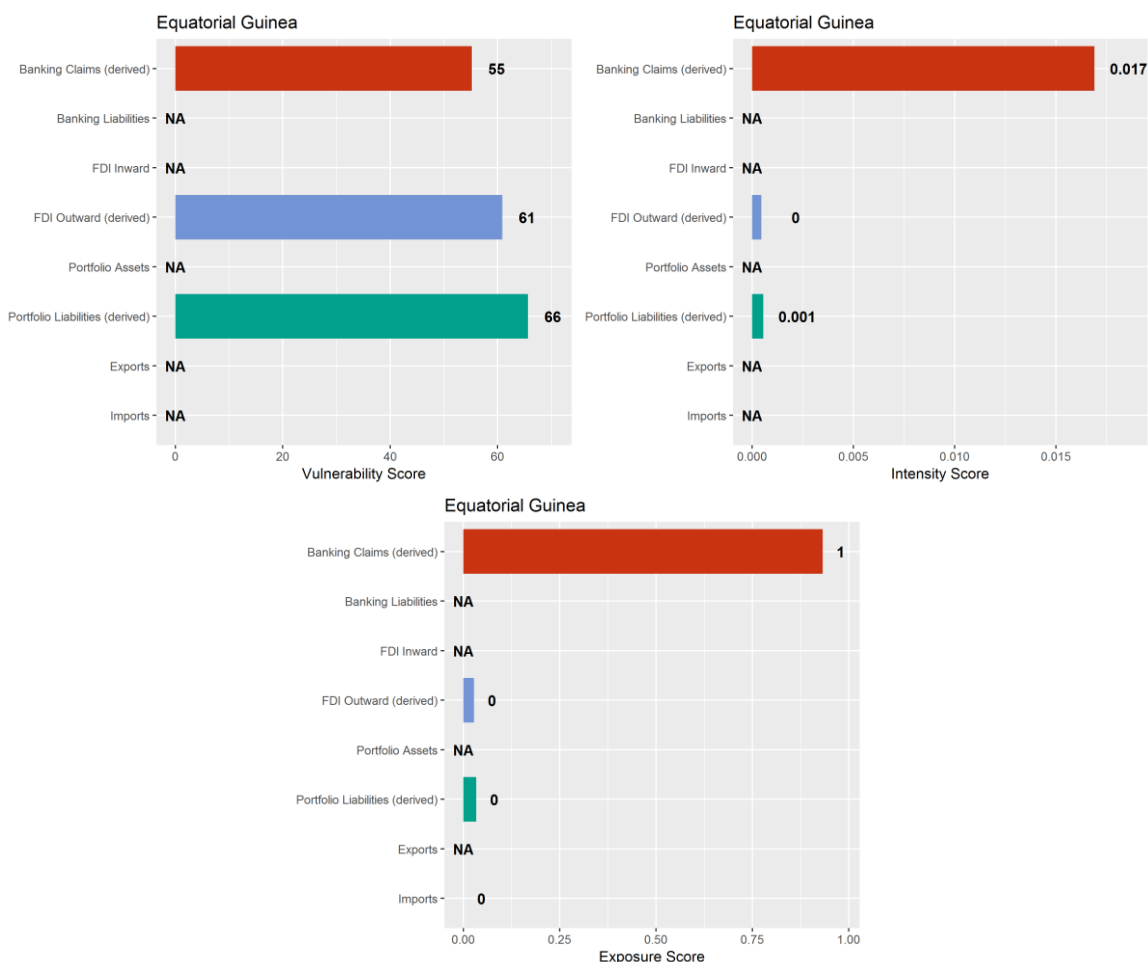 Equatorial Guinea
Banking Claims (derived) 55
Banking Liabilities NA
FDI Inward NA
FDI Outward (derived) 61
Portfolio Assets NA
Portfolio Liabilities (derived) 66
Exports NA
Imports NA
0 20 40 60
Vulnerability Score
Equatorial Guinea
Banking Claims (derived) 0.017
Banking Liabilities NA
FDI Inward NA
FDI Outward (derived) 0
Portfolio Assets NA
Portfolio Liabilities (derived) 0.001
Exports NA
Imports NA
0.000 0.005 0.010 0.015
Intensity Score
Equatorial Guinea
Banking Claims (derived) 1
Banking Liabilities NA
FDI Inward NA
FDI Outward (derived) 0
Portfolio Assets NA
Portfolio Liabilities (derived) 0
Exports NA
Imports 0
0.00 0.25 0.50 0.75 1.00
Exposure Score